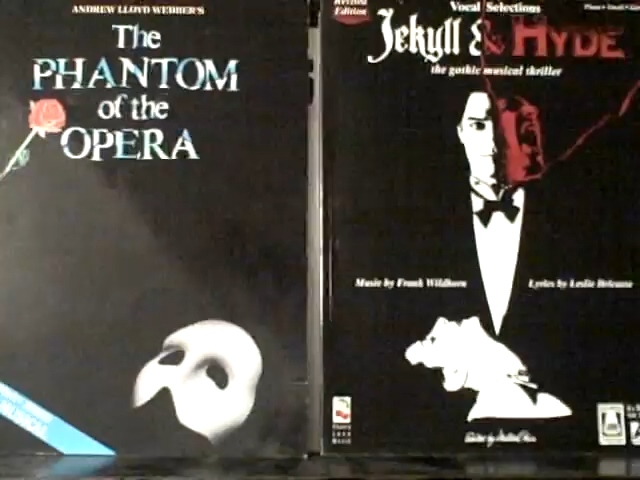 ANDREW LLOYD WEBBER'S
The
PHANTOM
of the
OPERA
Revised
Edition
Vocal Selections
Jekyll & HYDE
the gothic musical thriller
Music by Frank Wildhorn
Lyrics by Leslie Bricusse